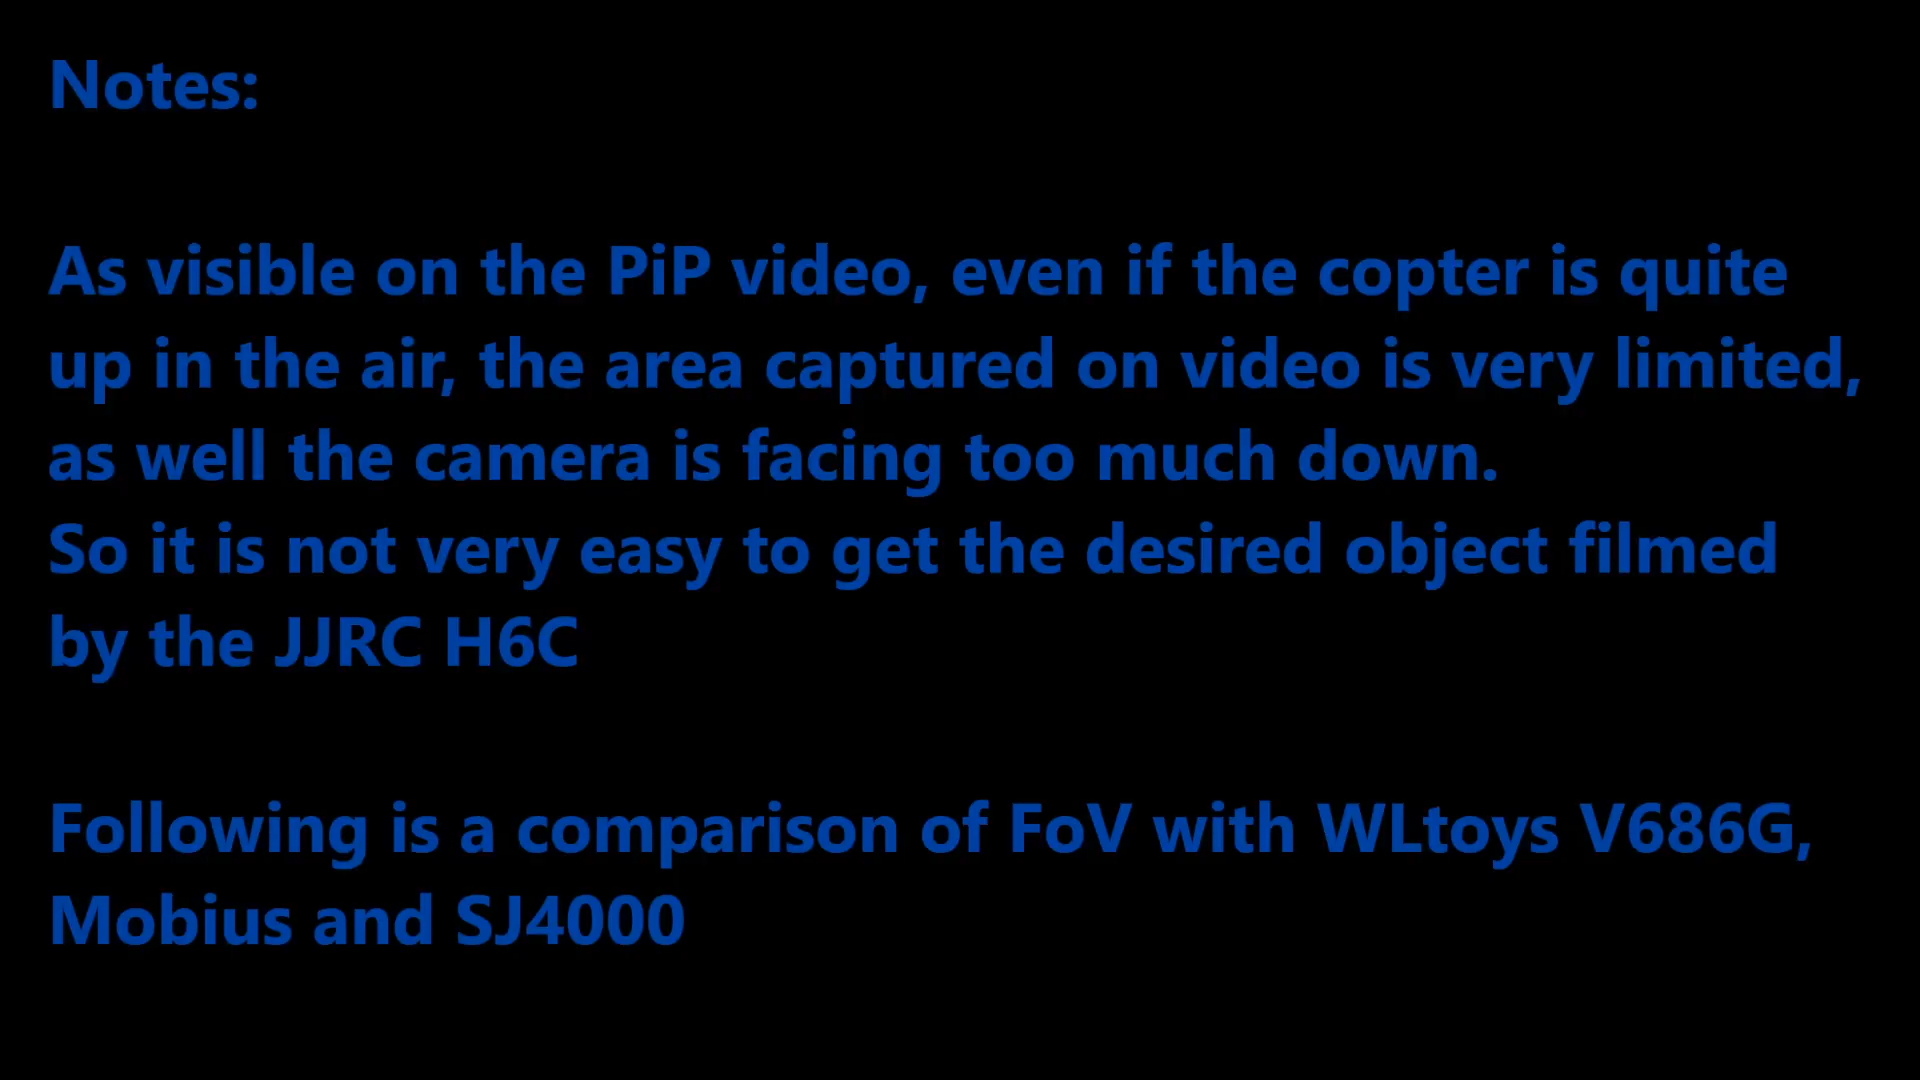 Notes:
As visible on the PiP video, even if the copter is quite
up in the air, the area captured on video is very limited,
as well the camera is facing too much down.
So it is not very easy to get the desired object filmed
by the JJRC H6C
Following is a comparison of FoV with WLtoys V686G,
Mobius and SJ4000